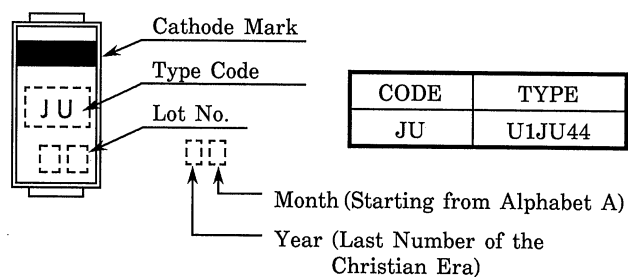 Cathode Mark
Type Code
JU
Lot No.
CODE TYPE
JU U1JU44
Month (Starting from Alphabet A)
Year (Last Number of the
Christian Era)